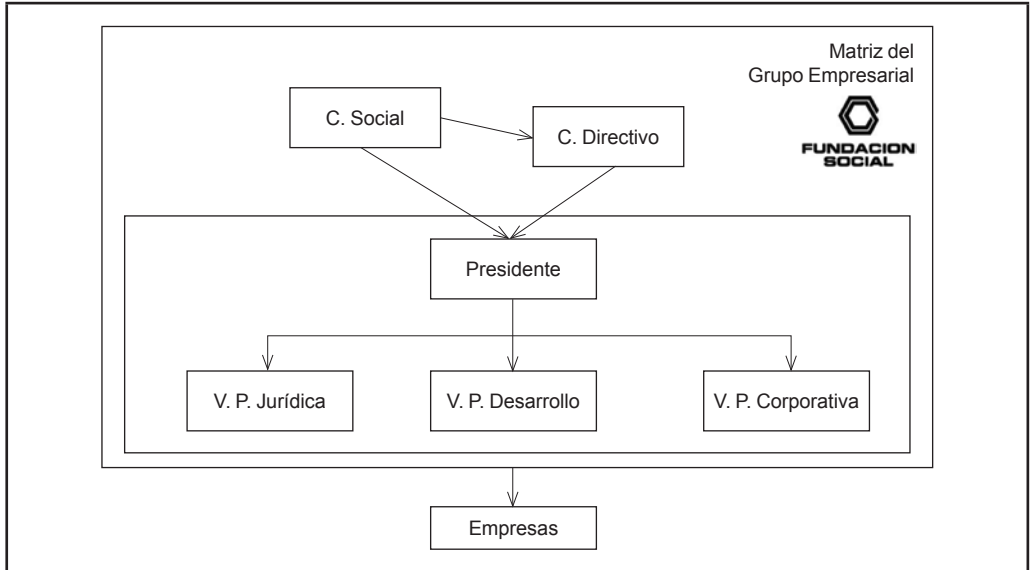 Matriz del
Grupo Empresarial
FUNDACION
SOCIAL
C. Social
C. Directivo
Presidente
V. P. Jurídica
V. P. Desarrollo
V. P. Corporativa
Empresas